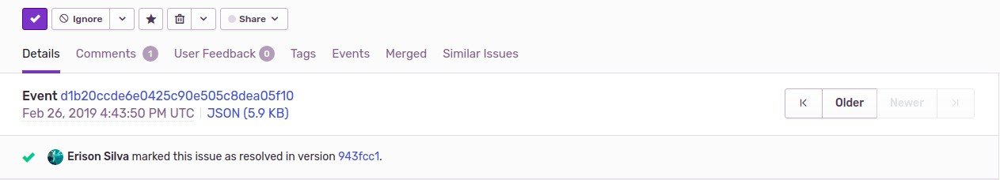 Ignore Share
Details Comments 1 User Feedback 0 Tags Events Merged Similar Issues
Event d1b20ccde6e0425c90e505c8dea05f10
Feb 26, 2019 4:43:50 PM UTC JSON (5.9 KB)
Older Newer
Erison Silva marked this issue as resolved in version 943fcc1.